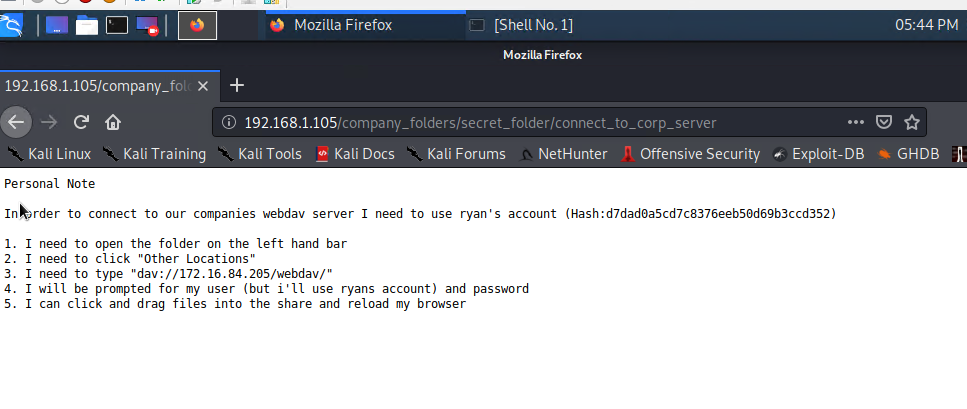 Mozilla Firefox
[Shell No. 1]
05:44 PM
Mozilla Firefox
192.168.1.105/company_fol
192.168.1.105/company_folders/secret_folder/connect_to_corp_server
Kali Linux
Kali Training
Kali Tools
Kali Docs
Kali Forums
NetHunter
Offensive Security
Exploit-DB
GHDB
Personal Note
In order to connect to our companies webdav server I need to use ryan's account (Hash:d7dad0a5cd7c8376eeb50d69b3ccd352)
1. I need to open the folder on the left hand bar
2. I need to click "Other Locations"
3. I need to type "dav://172.16.84.205/webdav/"
4. I will be prompted for my user (but i'll use ryans account) and password
5. I can click and drag files into the share and reload my browser